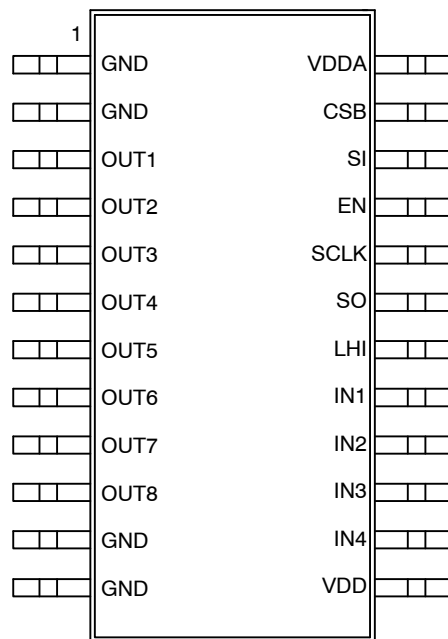 1
GND VDDA
GND CSB
OUT1 SI
OUT2 EN
OUT3 SCLK
OUT4 SO
OUT5 LHI
OUT6 IN1
OUT7 IN2
OUT8 IN3
GND IN4
GND VDD